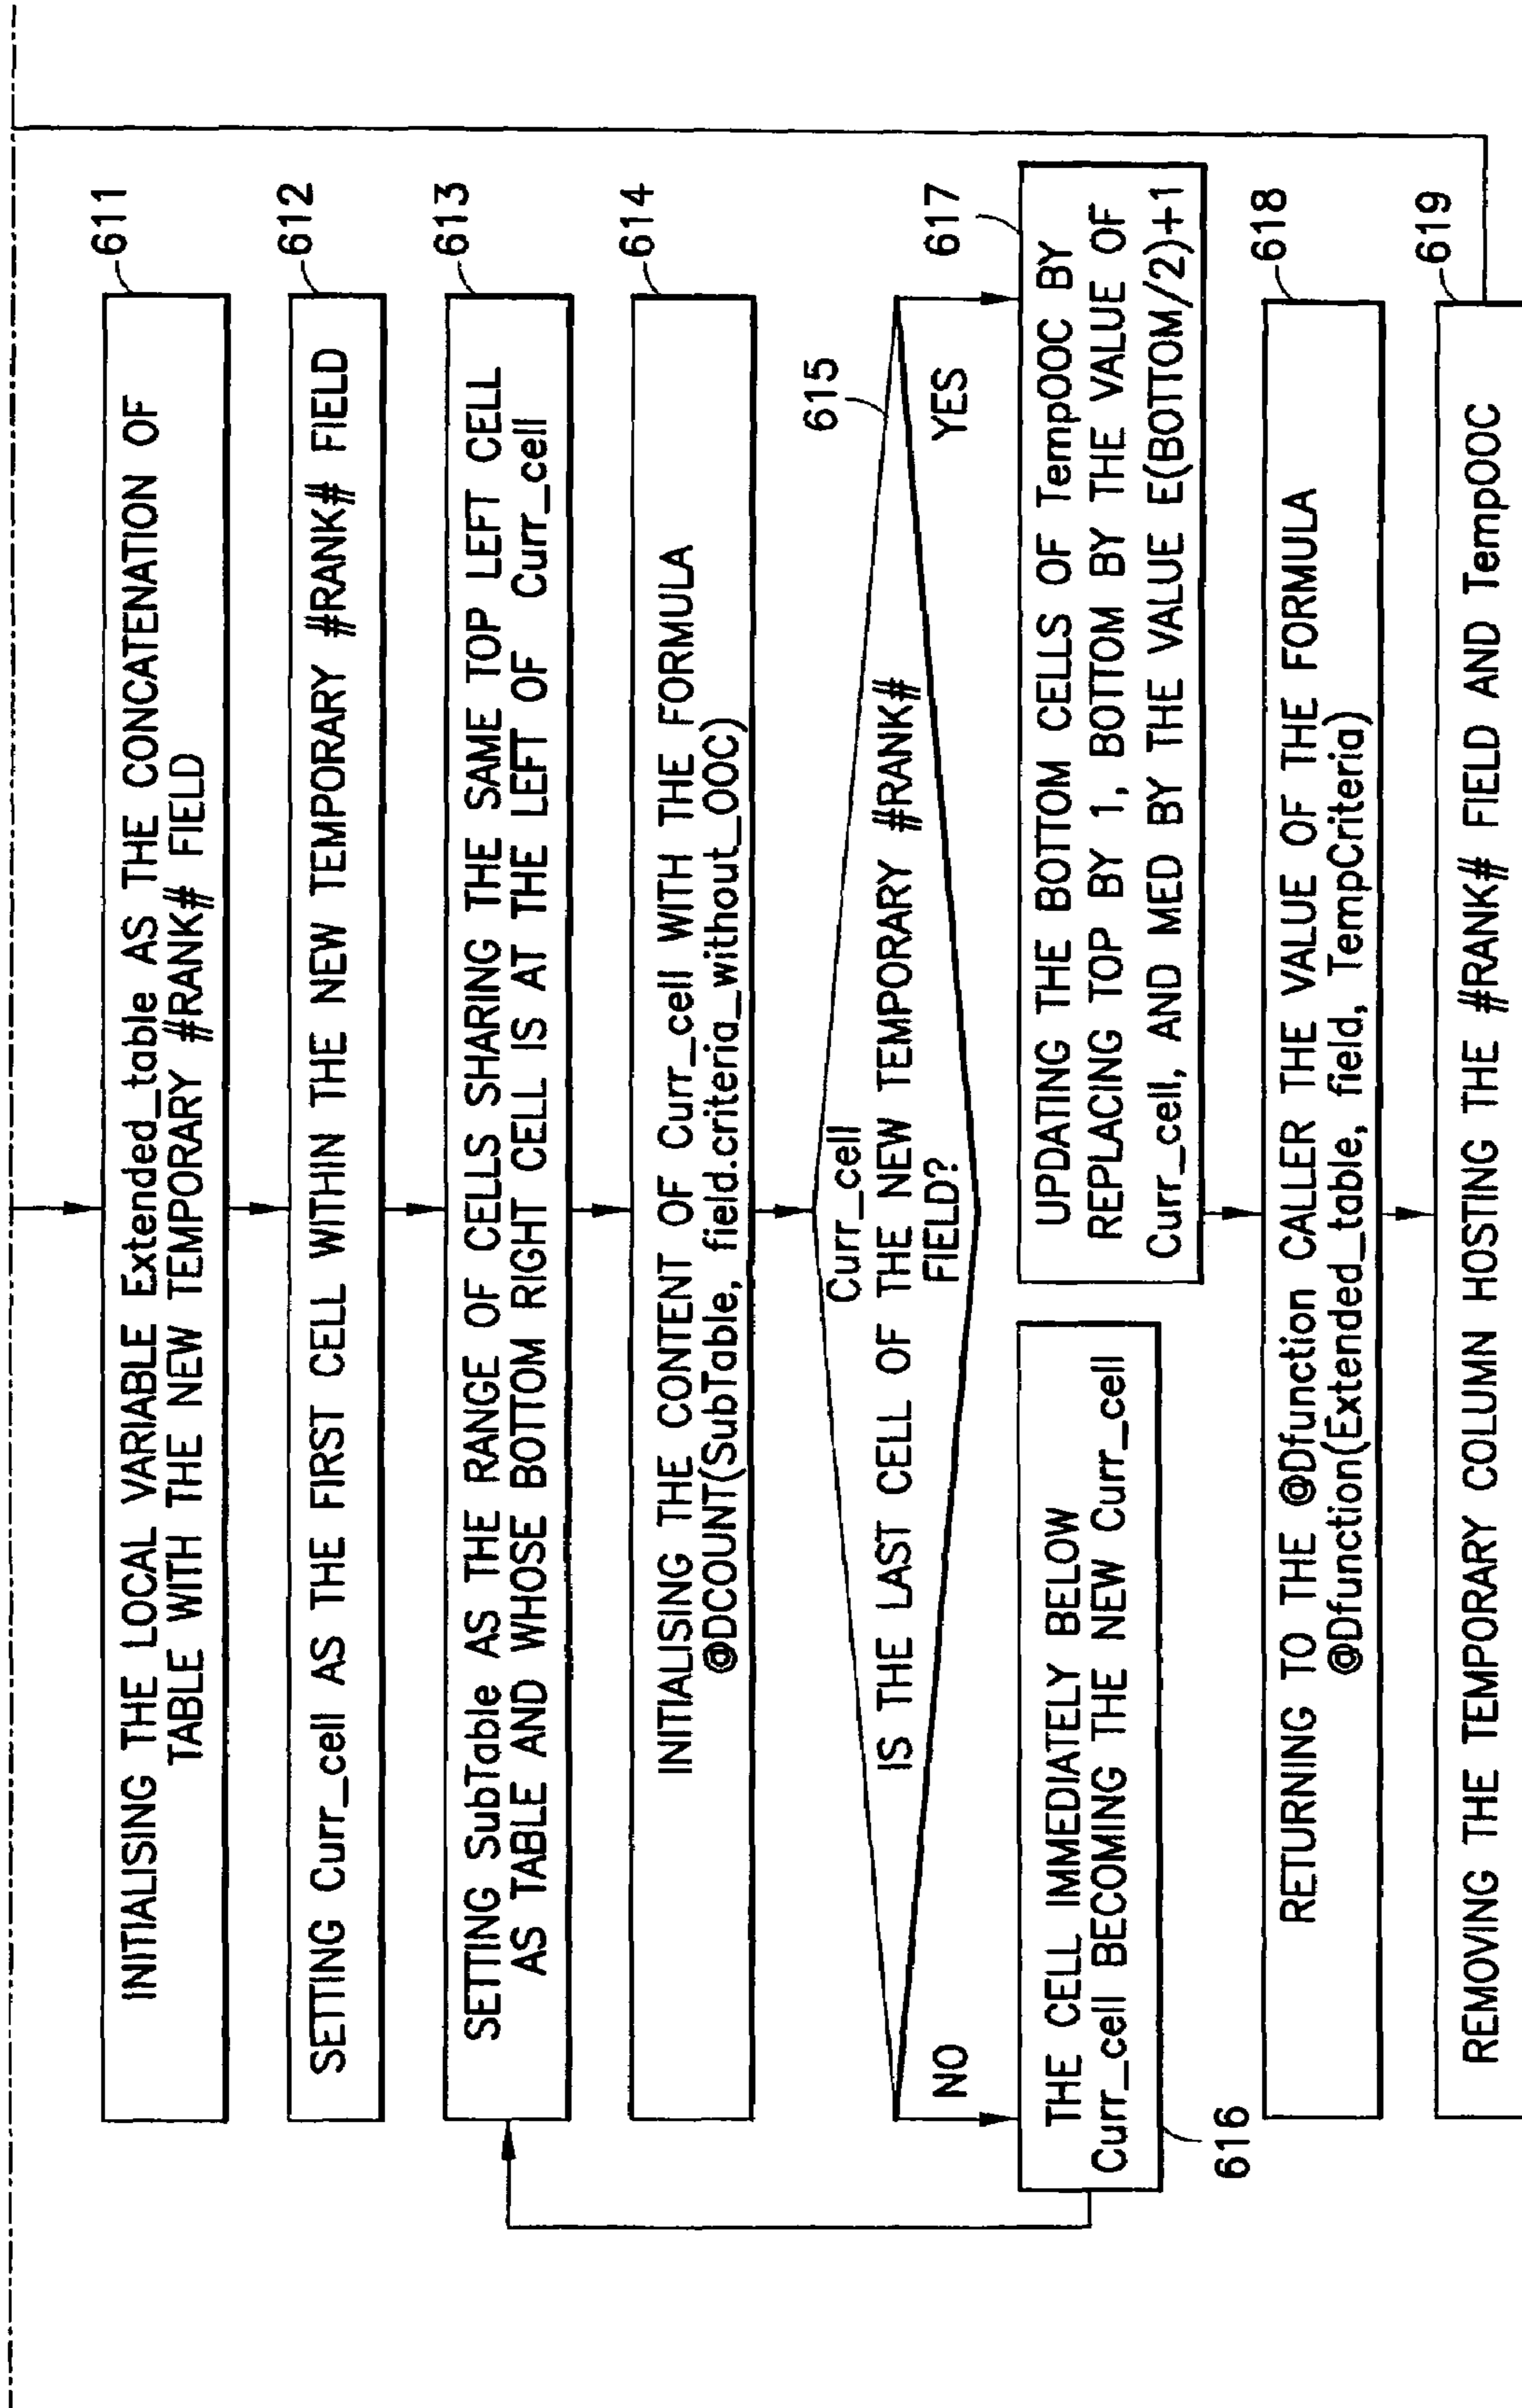 611
INITIALISING THE LOCAL VARIABLE Extended_table AS THE CONCATENATION OF
TABLE WITH THE NEW TEMPORARY #RANK# FIELD
612
SETTING Curr_cell AS THE FIRST CELL WITHIN THE NEW TEMPORARY #RANK# FIELD
613
SETTING SubTable AS THE RANGE OF CELLS SHARING THE SAME TOP LEFT CELL
AS TABLE AND WHOSE BOTTOM RIGHT CELL IS AT THE LEFT OF Curr_cell
614
INITIALISING THE CONTENT OF Curr_cell WITH THE FORMULA
@DCOUNT(SubTable, field.criteria_without_OOC)
615
Curr_cell
IS THE LAST CELL OF THE NEW TEMPORARY #RANK#
FIELD?
NO
YES
616
THE CELL IMMEDIATELY BELOW
Curr_cell BECOMING THE NEW Curr_cell
617
UPDATING THE BOTTOM CELLS OF TempOOC BY
REPLACING TOP BY 1, BOTTOM BY THE VALUE OF
Curr_cell, AND MED BY THE VALUE E(BOTTOM/2)+1
618
RETURNING TO THE @Dfunction CALLER THE VALUE OF THE FORMULA
@Dfunction(Extended_table, field, TempCriteria)
619
REMOVING THE TEMPORARY COLUMN HOSTING THE #RANK# FIELD AND TempOOC